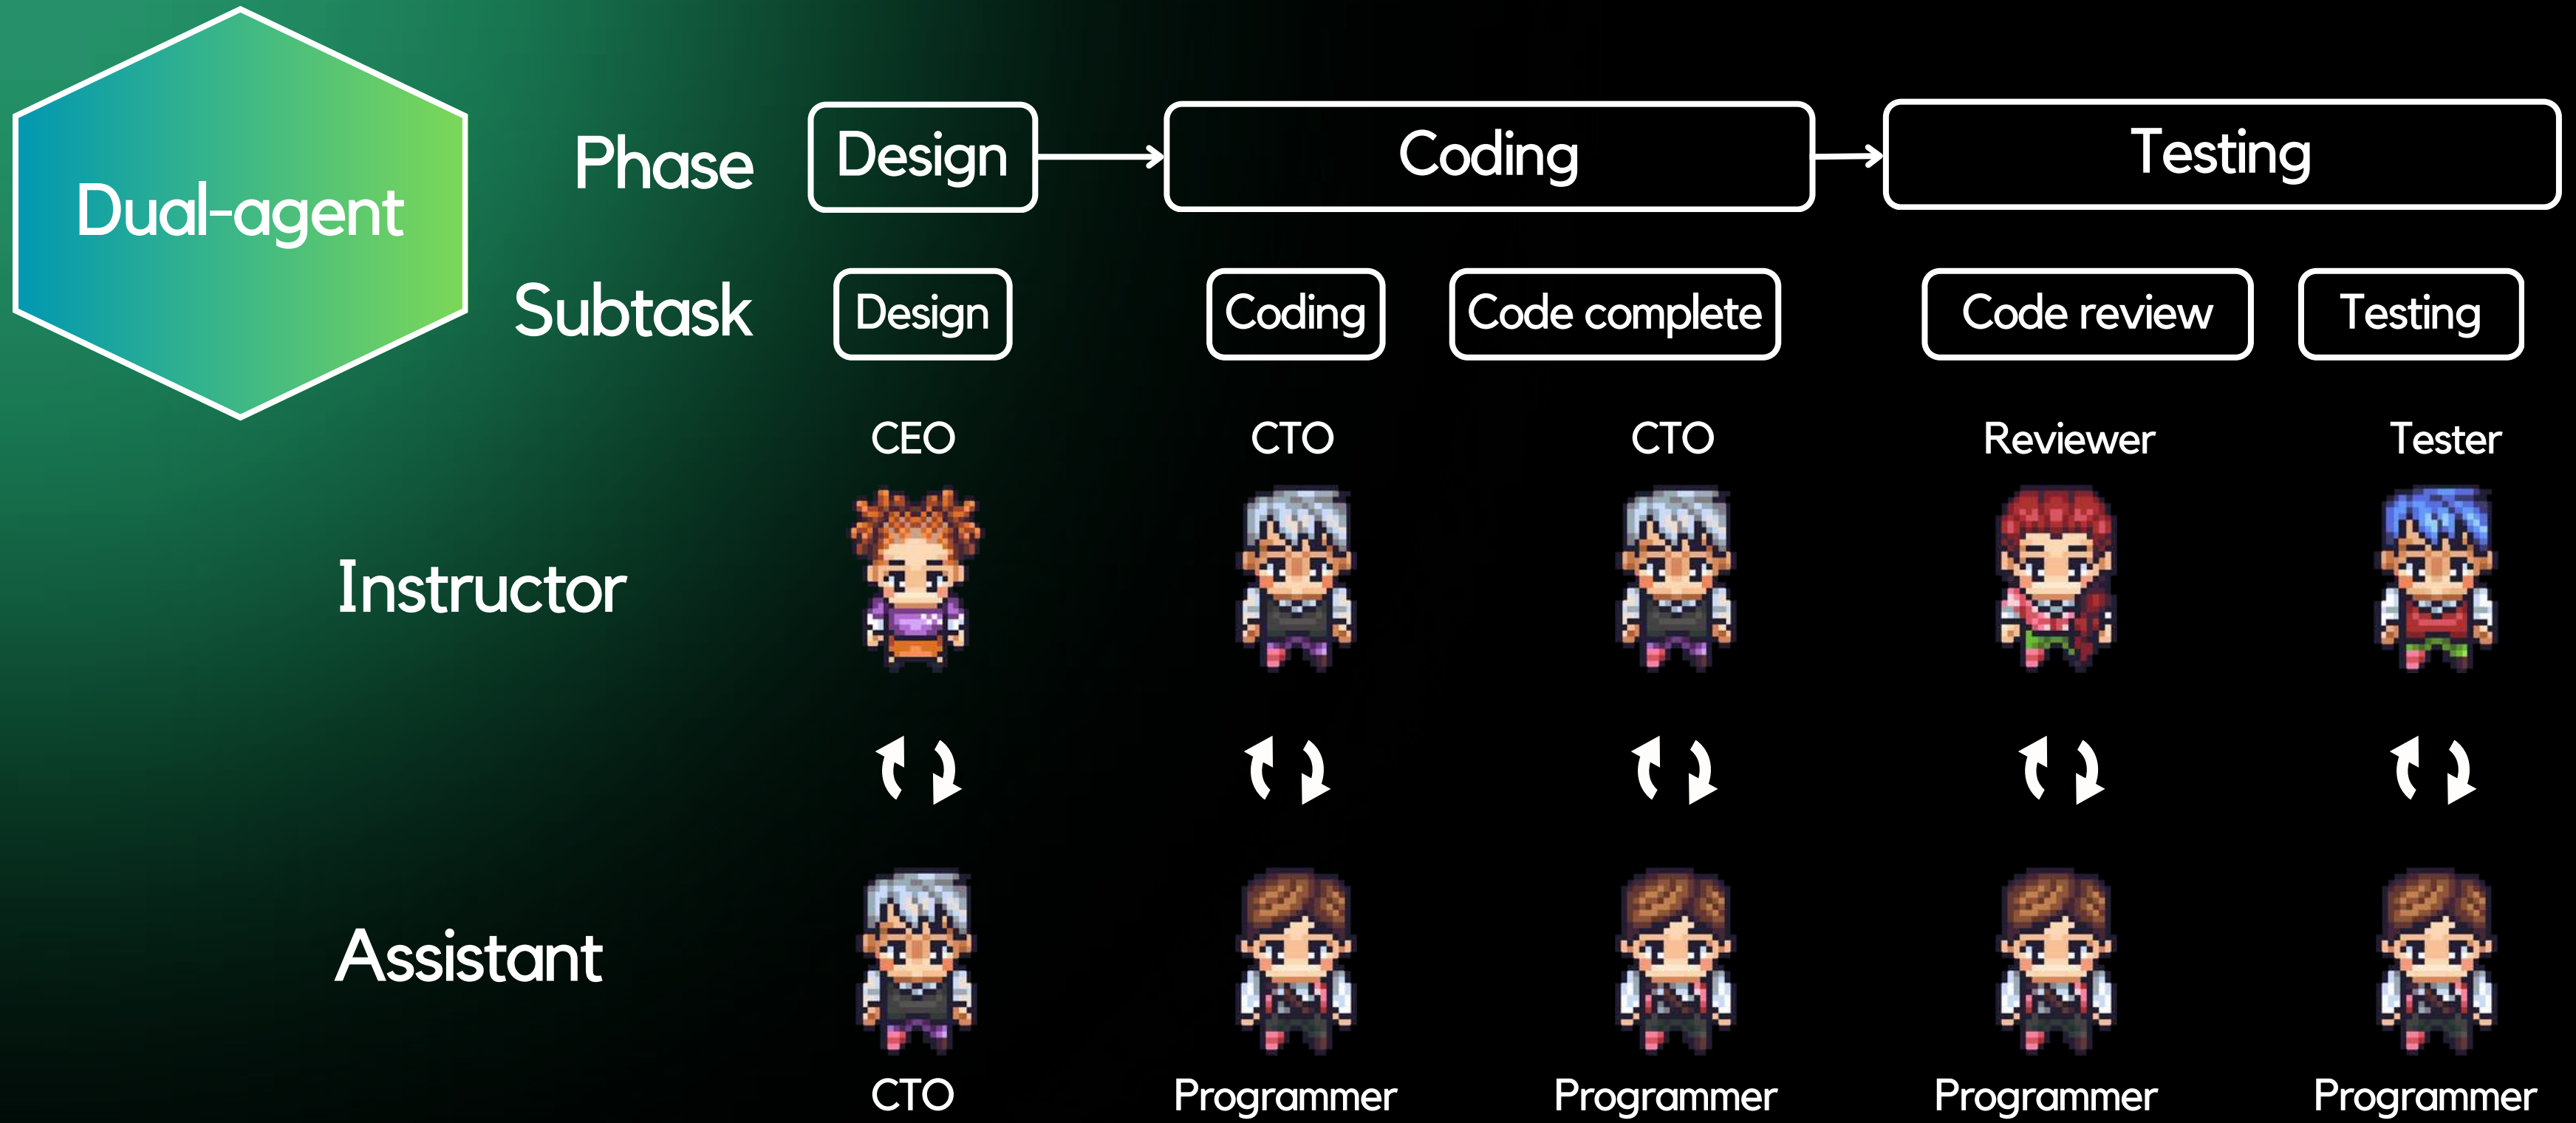 Dual-agent
Phase
Design
Coding
Testing
Subtask
Design
Coding
Code complete
Code review
Testing
CEO
CTO
CTO
Reviewer
Tester
Instructor
Assistant
CTO
Programmer
Programmer
Programmer
Programmer